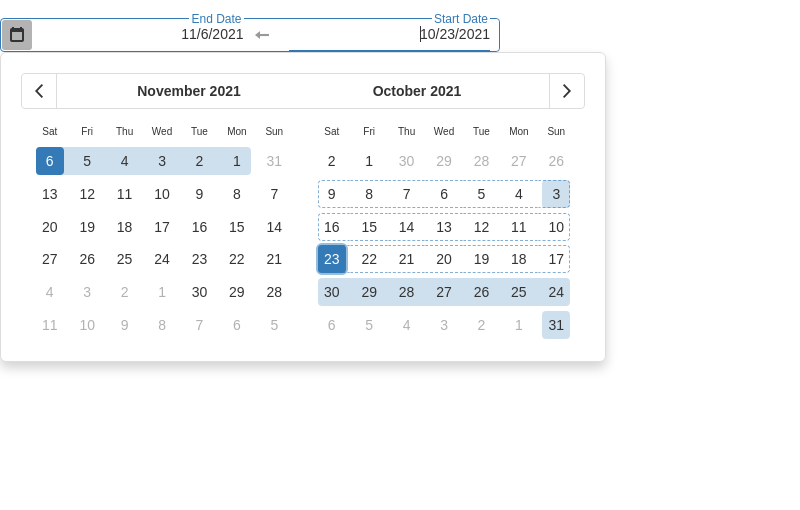 End Date Start Date
11/6/2021 10/23/2021
November 2021 October 2021
Sat Fri Thu Wed Tue Mon Sun Sat Fri Thu Wed Tue Mon Sun
6 5 4 3 2 1 31 2 1 30 29 28 27 26
13 12 11 10 9 8 7 9 8 7 6 5 4 3
20 19 18 17 16 15 14 16 15 14 13 12 11 10
27 26 25 24 23 22 21 23 22 21 20 19 18 17
4 3 2 1 30 29 28 30 29 28 27 26 25 24
11 10 9 8 7 6 5 6 5 4 3 2 1 31